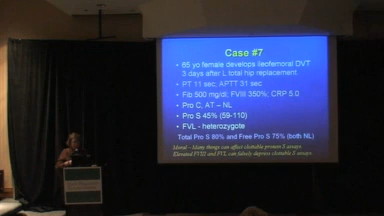 Case #7
• 65 yo female develops ileofemoral DVT
3 days after L total hip replacement.
• PT 11 sec, APTT 31 sec
• Fib 500 mg/dl, FVIII 350%, CRP 5.0
• Pro C, AT – NL
• Pro S 45% (59-110)
• FVL - heterozygote
Total Pro S 80% and Free Pro S 75% (both NL)
Moral – Many things can affect clottable protein S assays.
Elevated FVIII and FVL can falsely depress clottable S assays